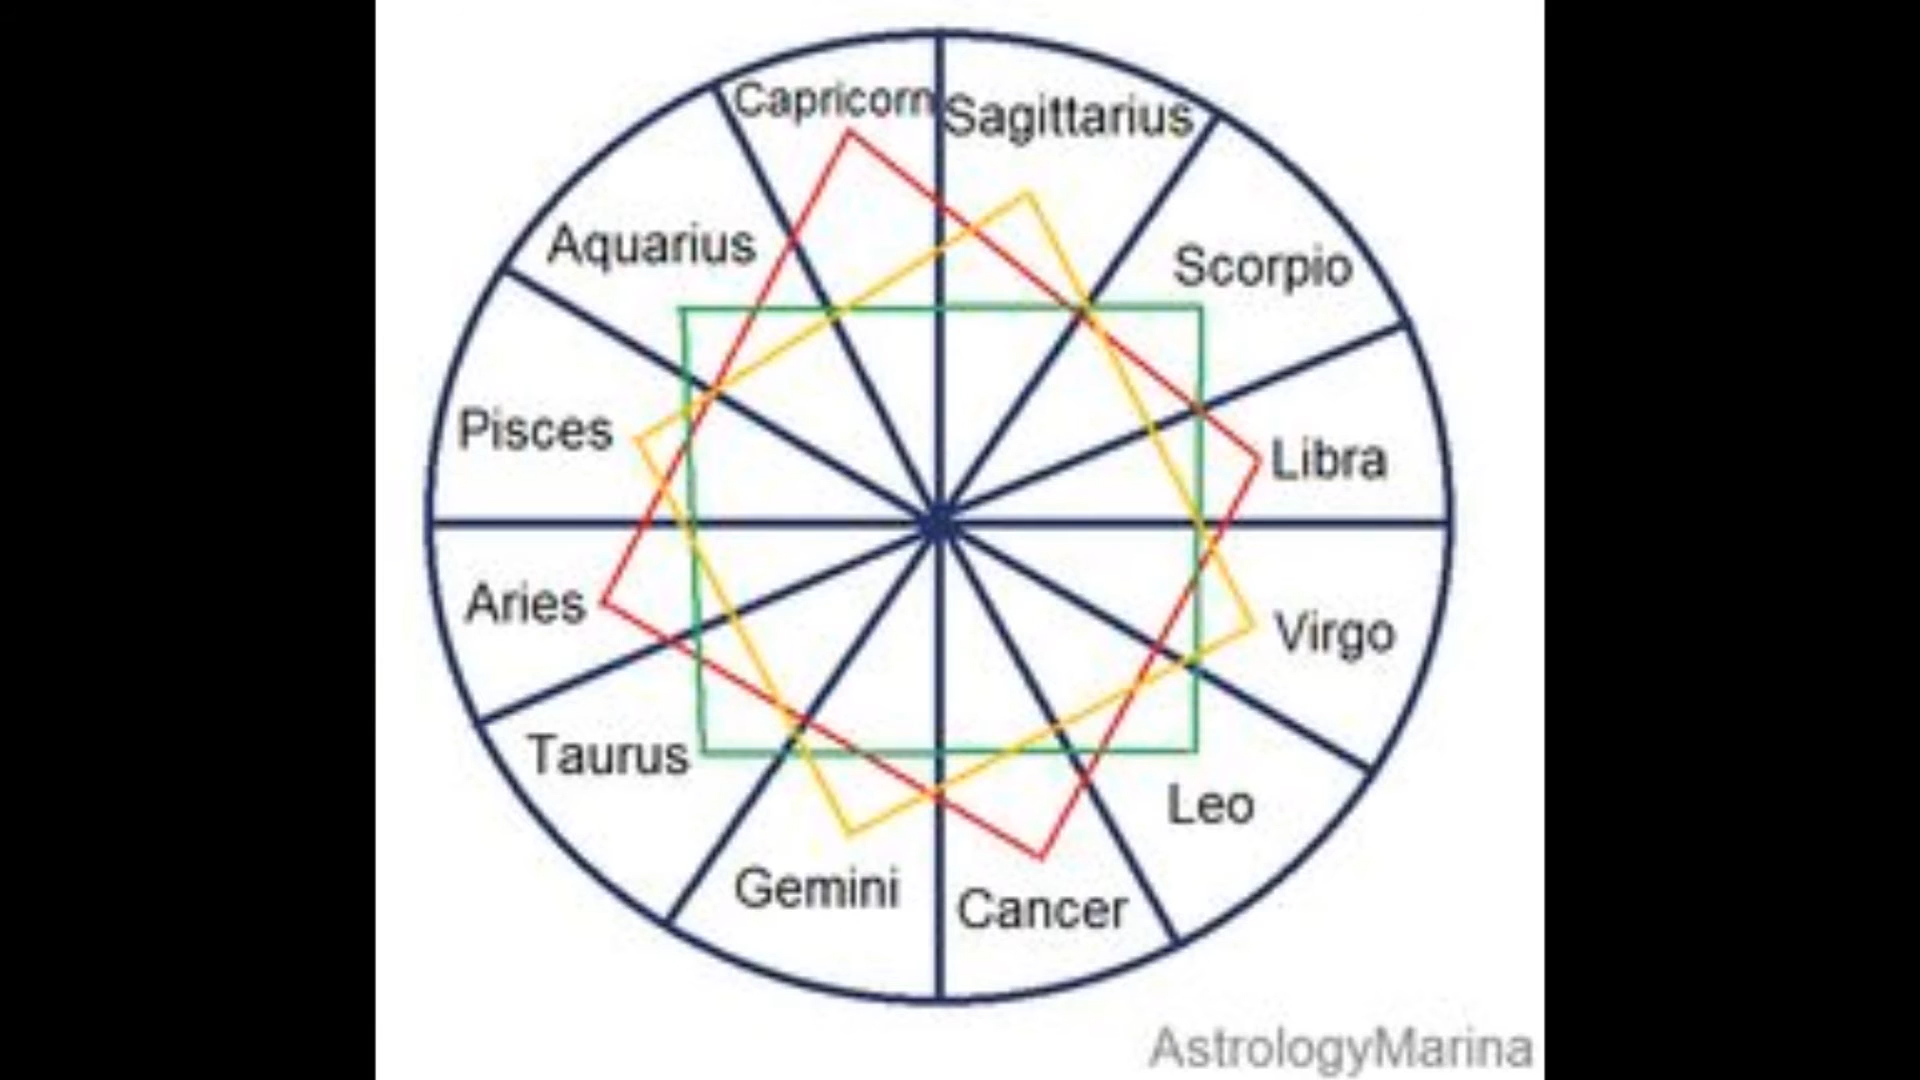 Capricorn
Sagittarius
Aquarius
Scorpio
Pisces
Libra
Aries
Virgo
Taurus
Leo
Gemini
Cancer
AstrologyMarina